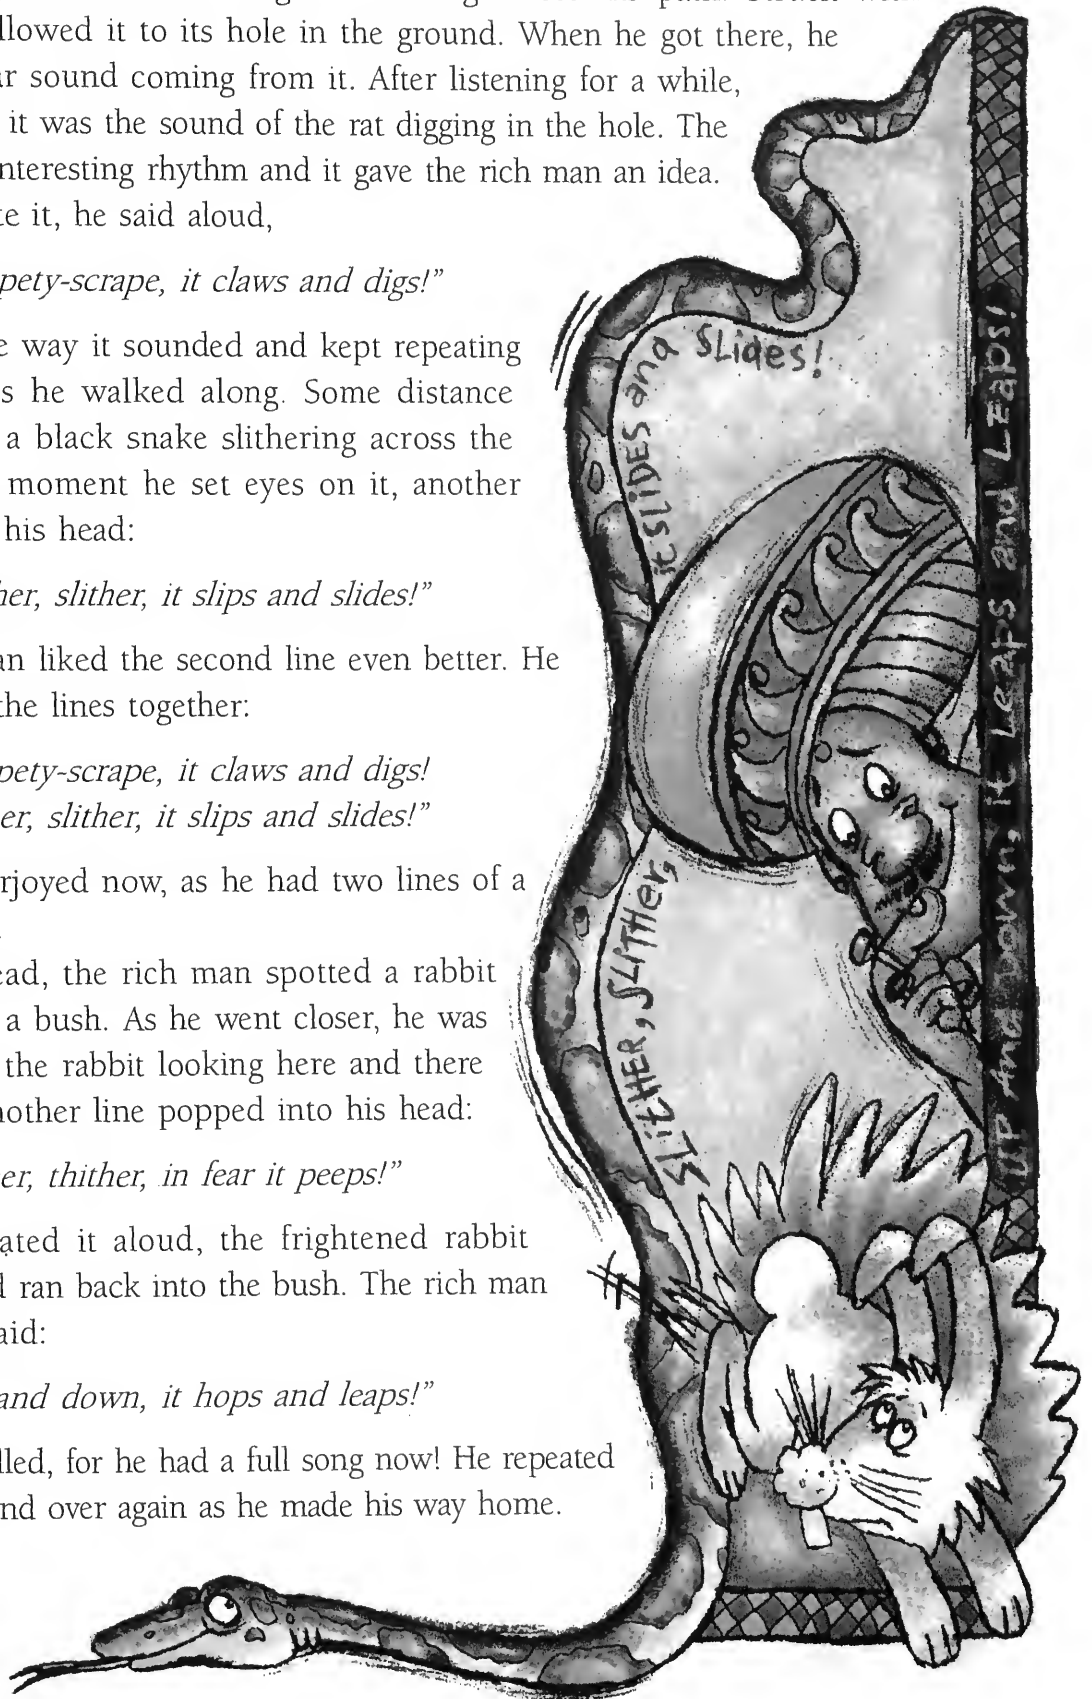 llowed it to its hole in the ground. When he got there, he
r sound coming from it. After listening for a while,
it was the sound of the rat digging in the hole. The
nteresting rhythm and it gave the rich man an idea.
e it, he said aloud,
pety-scrape, it claws and digs!”
e way it sounded and kept repeating
s he walked along. Some distance
a black snake slithering across the
moment he set eyes on it, another
his head:
her, slither, it slips and slides!”
an liked the second line even better. He
the lines together:
pety-scrape, it claws and digs!
er, slither, it slips and slides!”
rjoyed now, as he had two lines of a
ead, the rich man spotted a rabbit
a bush. As he went closer, he was
the rabbit looking here and there
nother line popped into his head:
er, thither, in fear it peeps!”
ated it aloud, the frightened rabbit
d ran back into the bush. The rich man
aid:
and down, it hops and leaps!”
lled, for he had a full song now! He repeated
nd over again as he made his way home.
SLITHER, SLITHER,
it SLIDES and SLides!
UP And Down, it Leaps and LEAPS!